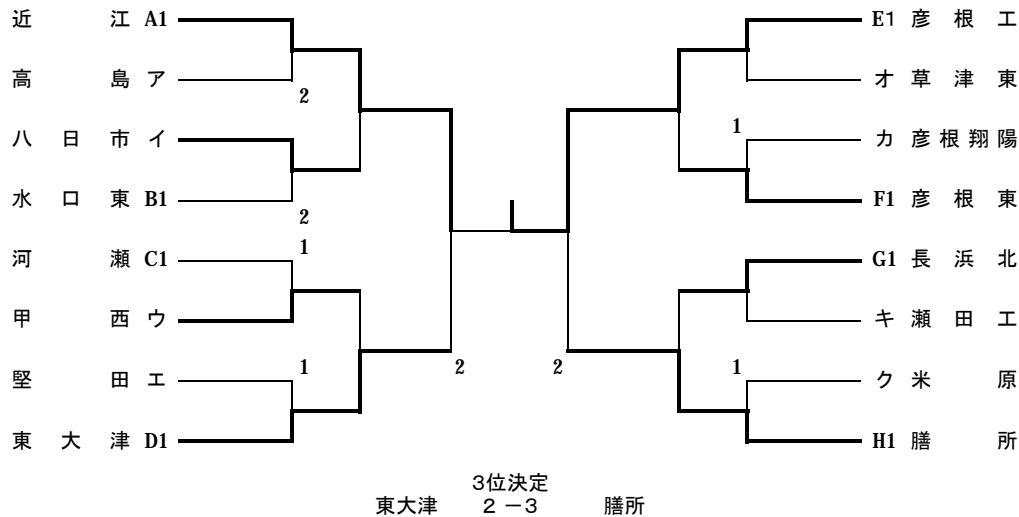 近江 A1
高島 ア
2
八日市 イ
水口東 B1
2
河瀬 C1
1
甲西 ウ
堅田 エ
1
東大津 D1
2
E1 彦根工
オ 草津東
カ 彦根翔陽
1
F1 彦根東
G1 長浜北
キ 瀬田工
ク 米原
1
H1 膳所
2
3位決定
東大津 2－3 膳所